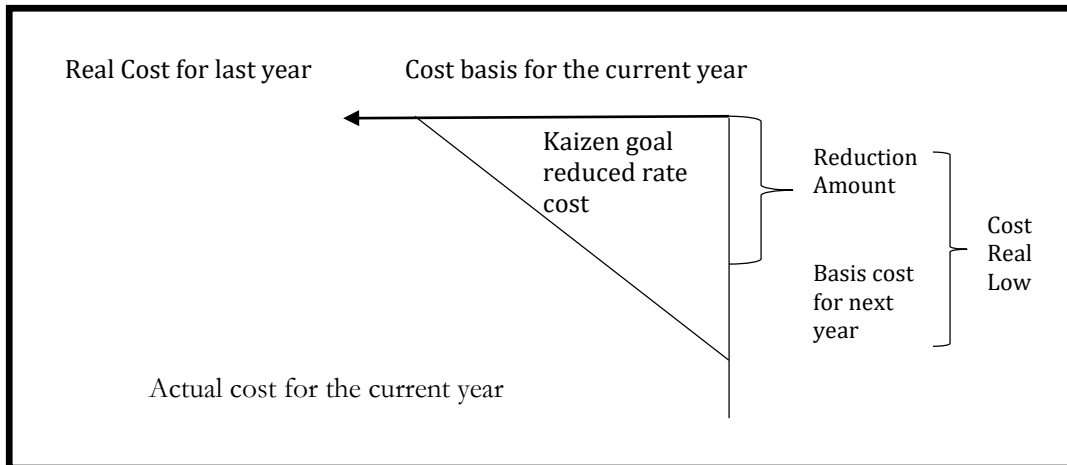 Real Cost for last year
Cost basis for the current year
Kaizen goal
reduced rate
cost
Reduction
Amount
Cost
Real
Low
Basis cost
for next
year
Actual cost for the current year